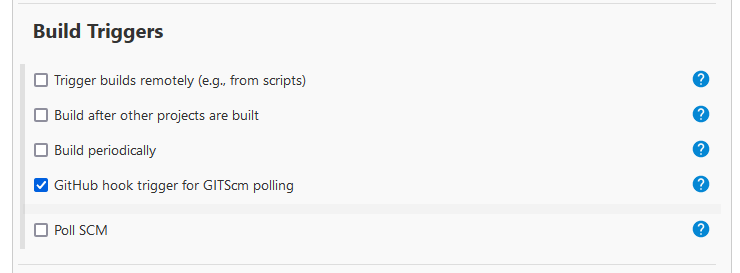 Build Triggers
Trigger builds remotely (e.g., from scripts)
?
Build after other projects are built
?
Build periodically
?
GitHub hook trigger for GITScm polling
?
Poll SCM
?